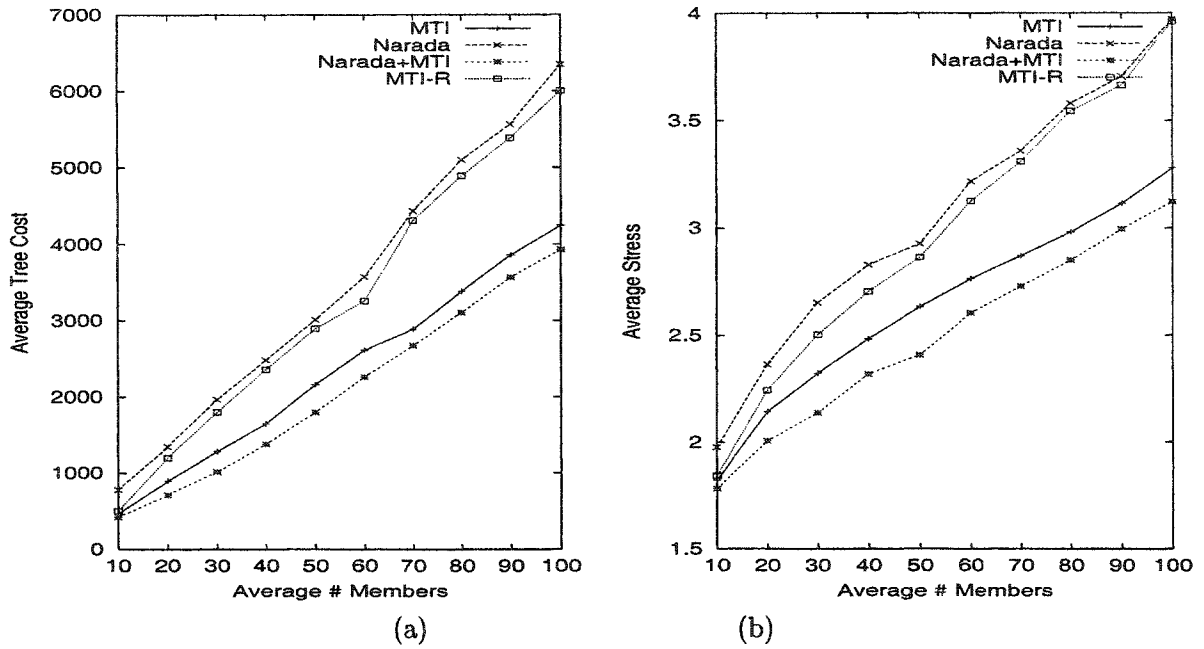 7000
6000
5000
4000
3000
2000
1000
0
Average Tree Cost
MTI
Narada
Narada+MTI
MTI-R
10 20 30 40 50 60 70 80 90 100
Average # Members
(a)
4
3.5
3
2.5
2
1.5
Average Stress
MTI
Narada
Narada+MTI
MTI-R
10 20 30 40 50 60 70 80 90 100
Average # Members
(b)